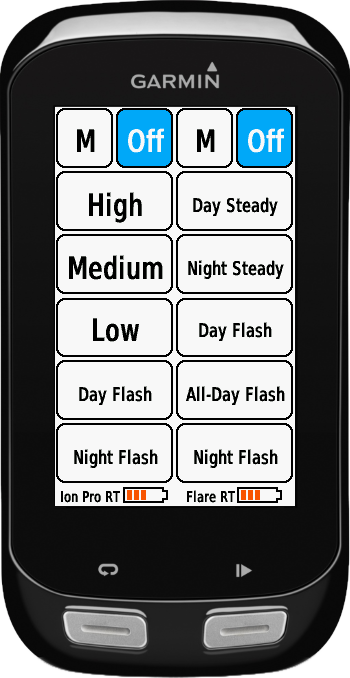 GARMIN
M Off M Off
High Day Steady
Medium Night Steady
Low Day Flash
Day Flash All-Day Flash
Night Flash Night Flash
Ion Pro RT Flare RT